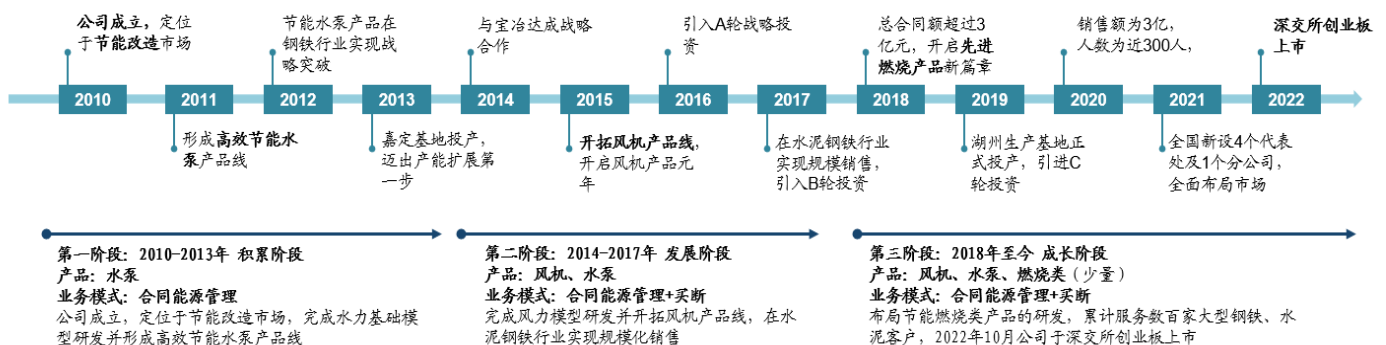 公司成立，定位
于节能改造市场
节能水泵产品在
钢铁行业实现战
略突破
与宝冶达成战略
合作
引入A轮战略投
资
总合同额超过3
亿元，开启先进
燃烧产品新篇章
销售额为3亿，
人数为近300人，
深交所创业板
上市
2010
2011
2012
2013
2014
2015
2016
2017
2018
2019
2020
2021
2022
形成高效节能水
泵产品线
嘉定基地投产，
迈出产能扩展第
一步
开拓风机产品线，
开启风机产品元
年
在水泥钢铁行业
实现规模销售，
引入B轮投资
湖州生产基地正
式投产，引进C
轮投资
全国新设4个代表
处及1个分公司，
全面布局市场
第一阶段：2010-2013年 积累阶段
产品：水泵
业务模式：合同能源管理
公司成立，定位于节能改造市场，完成水力基础模
型研发并形成高效节能水泵产品线
第二阶段：2014-2017年 发展阶段
产品：风机、水泵
业务模式：合同能源管理+买断
完成风力模型研发并开拓风机产品线，在水
泥钢铁行业实现规模化销售
第三阶段：2018年至今 成长阶段
产品：风机、水泵、燃烧类（少量）
业务模式：合同能源管理+买断
布局节能燃烧类产品的研发，累计服务数百家大型钢铁、水
泥客户，2022年10月公司于深交所创业板上市